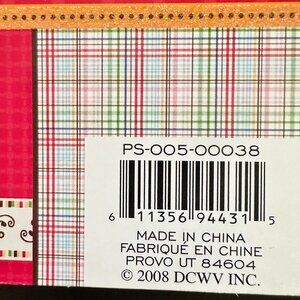 PS-005-00038
6 11356 94431 5
MADE IN CHINA
FABRIQUÉ EN CHINE
PROVO UT 84604
© 2008 DCWV INC.